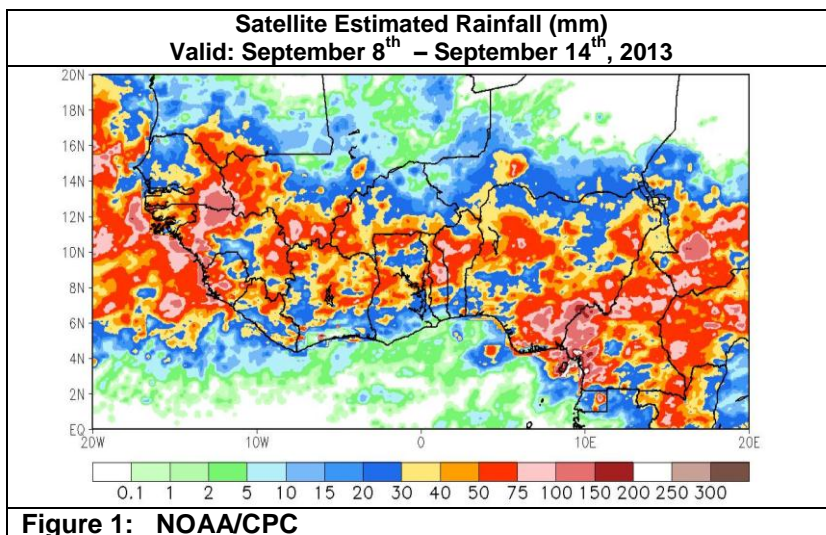 Satellite Estimated Rainfall (mm)
Valid: September 8th – September 14th, 2013
20N
18N
16N
14N
12N
10N
8N
6N
4N
2N
EQ
20W 10W 0 10E 20E
0.1 1 2 5 10 15 20 30 40 50 75 100 150 200 250 300
Figure 1: NOAA/CPC